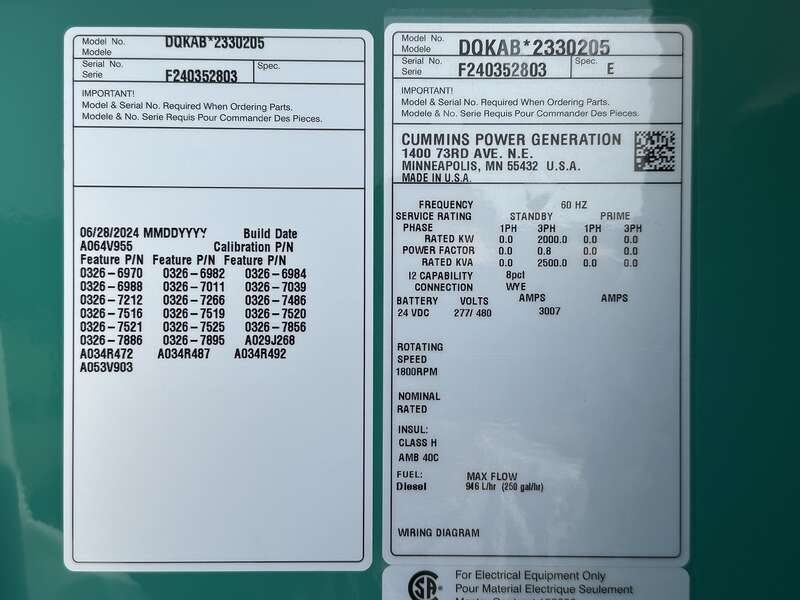 Model No. DQKAB*2330205
Modele
Serial No. F240352803 Spec.
Serie
IMPORTANT!
Model & Serial No. Required When Ordering Parts.
Modele & No. Serie Requis Pour Commander Des Pieces.
06/28/2024 MMDDYYYY Build Date
A064V955 Calibration P/N
Feature P/N Feature P/N Feature P/N
0326-6970 0326-6982 0326-6984
0326-6988 0326-7011 0326-7039
0326-7212 0326-7266 0326-7486
0326-7516 0326-7519 0326-7520
0326-7521 0326-7525 0326-7856
0326-7886 0326-7895 A029J268
A034R472 A034R487 A034R492
A053V903
Model No. DQKAB*2330205
Modele
Serial No. F240352803 Spec. E
Serie
IMPORTANT!
Model & Serial No. Required When Ordering Parts.
Modele & No. Serie Requis Pour Commander Des Pieces.
CUMMINS POWER GENERATION
1400 73RD AVE. N.E.
MINNEAPOLIS, MN 55432 U.S.A.
MADE IN U.S.A.
FREQUENCY 60 HZ
SERVICE RATING STANDBY PRIME
PHASE 1PH 3PH 1PH 3PH
RATED KW 0.0 2000.0 0.0 0.0
POWER FACTOR 0.0 0.8 0.0 0.0
RATED KVA 0.0 2500.0 0.0 0.0
I2 CAPABILITY 8pct
CONNECTION WYE
BATTERY VOLTS AMPS AMPS
24 VDC 277/ 480 3007
ROTATING
SPEED
1800RPM
NOMINAL
RATED
INSUL:
CLASS H
AMB 40C
FUEL: MAX FLOW
Diesel 946 L/hr (250 gal/hr)
WIRING DIAGRAM
For Electrical Equipment Only
Pour Material Electrique Seulement